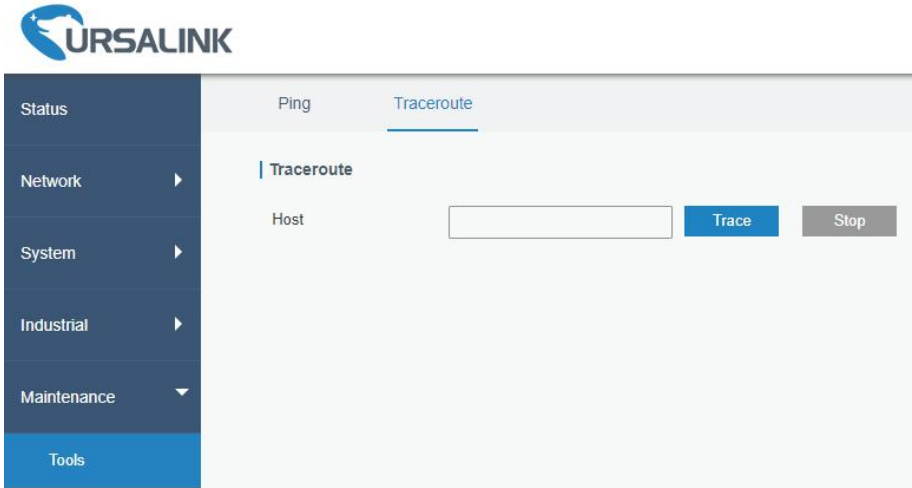 URSALINK
Status
Ping Traceroute
Network
Traceroute
Host Trace Stop
System
Industrial
Maintenance
Tools